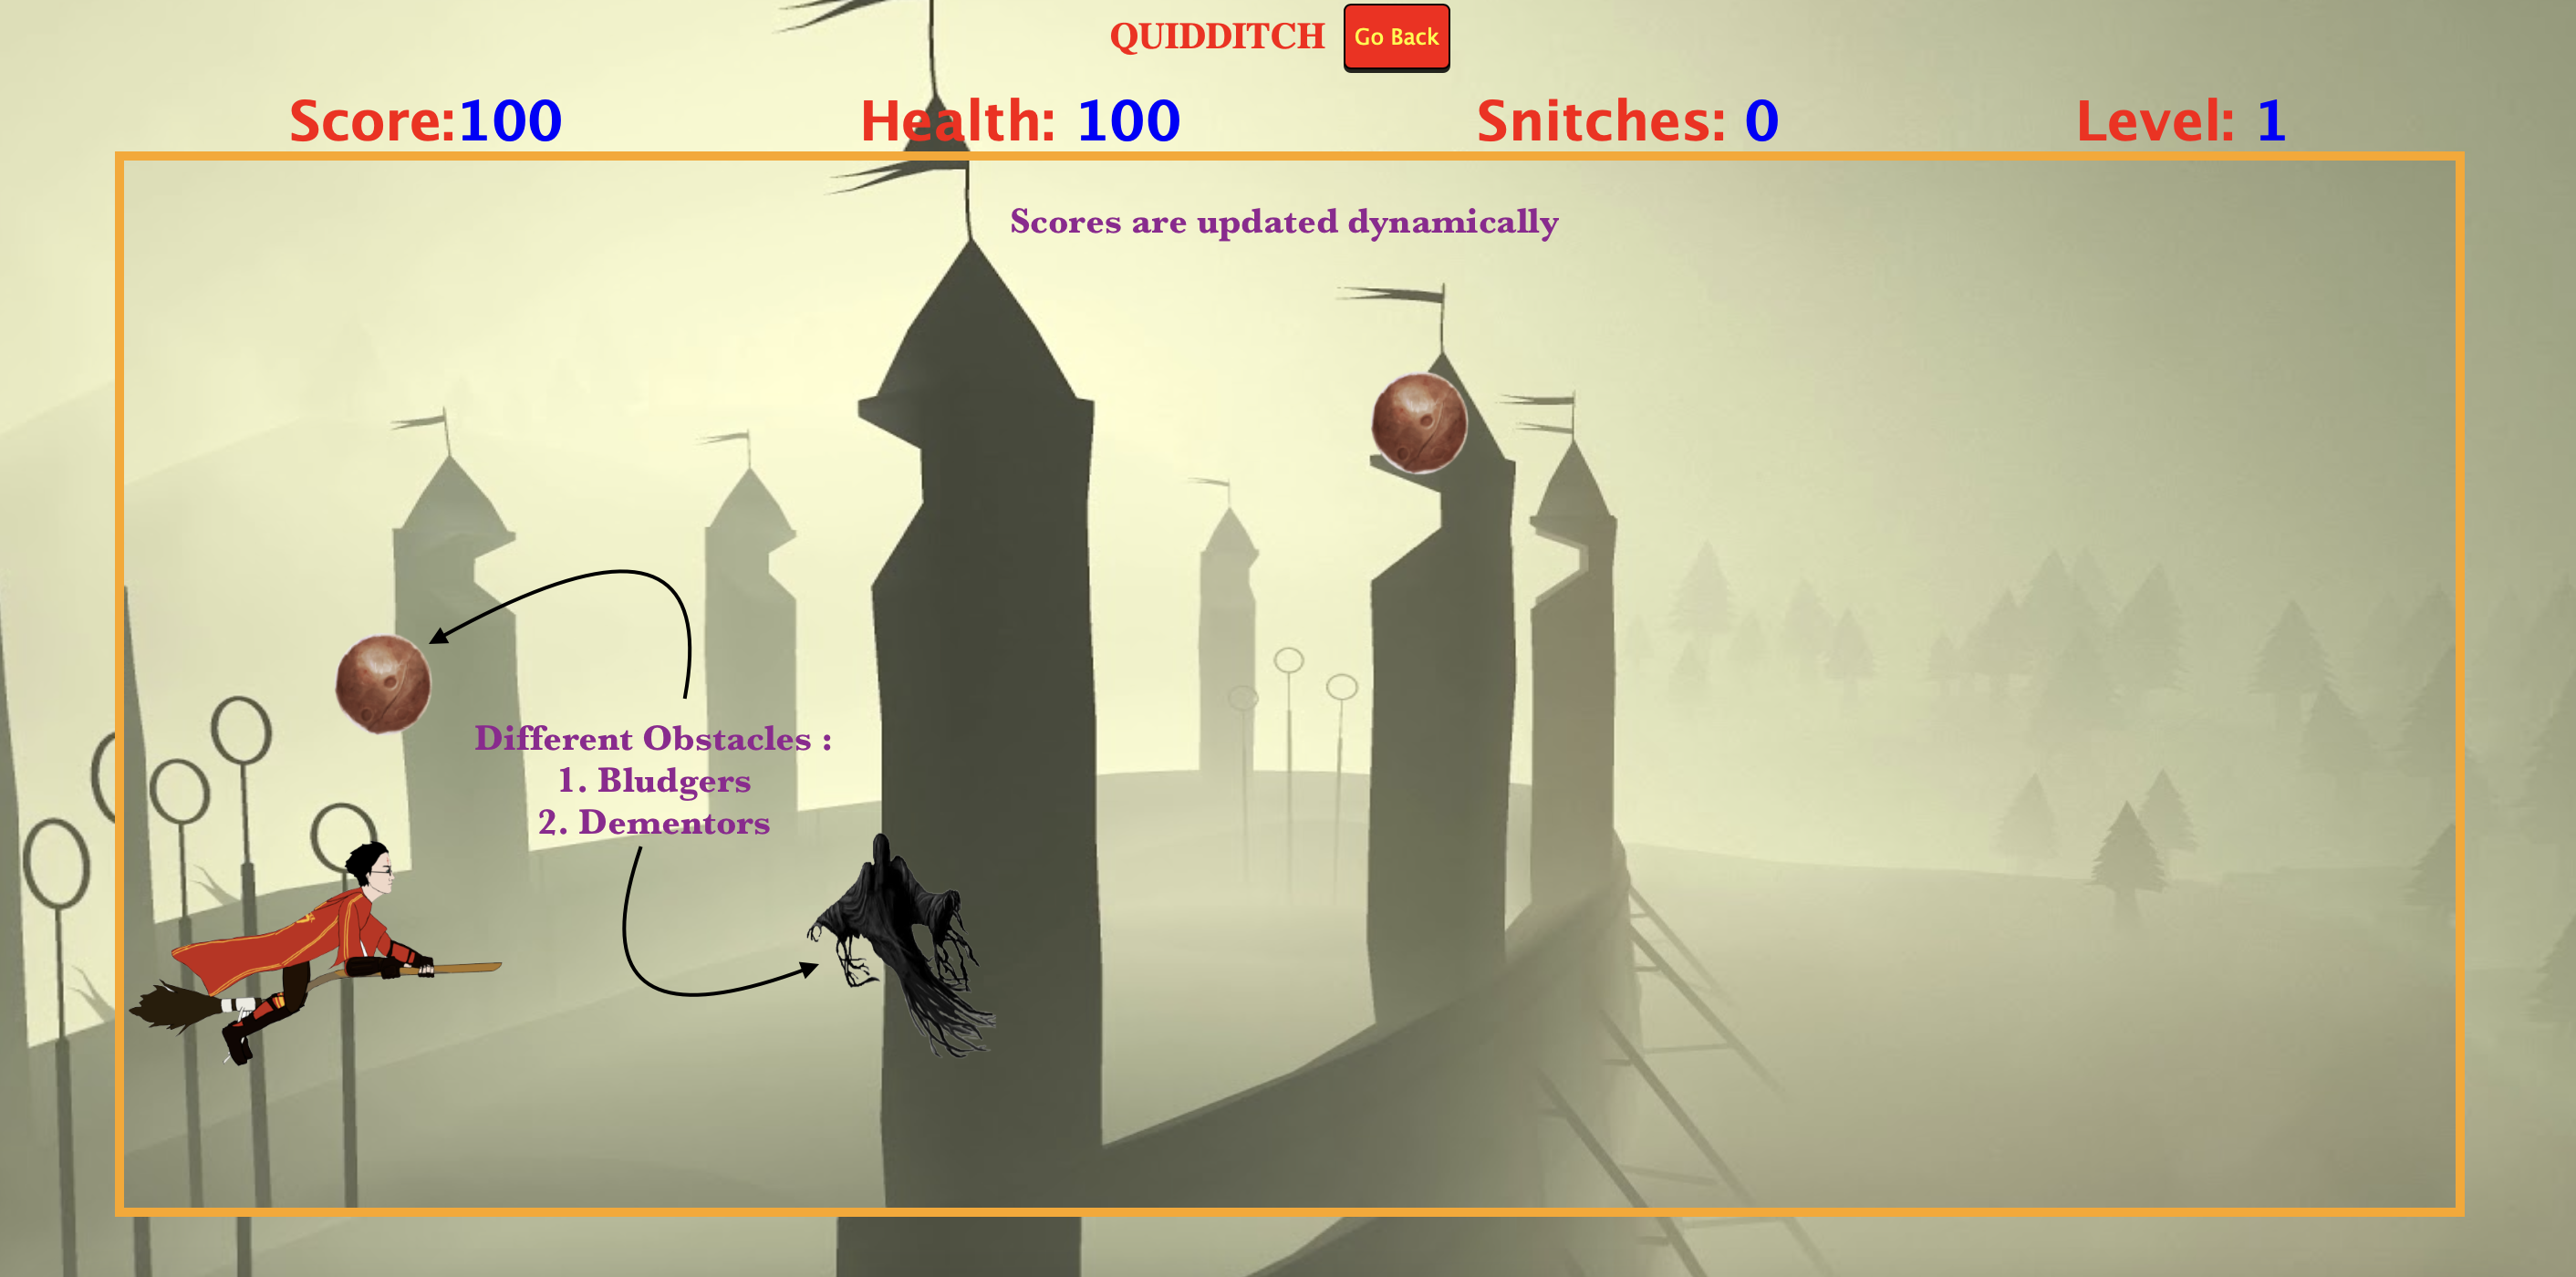 QUIDDITCH Go Back
Score:100 Health: 100 Snitches: 0 Level: 1
Scores are updated dynamically
Different Obstacles :
1. Bludgers
2. Dementors